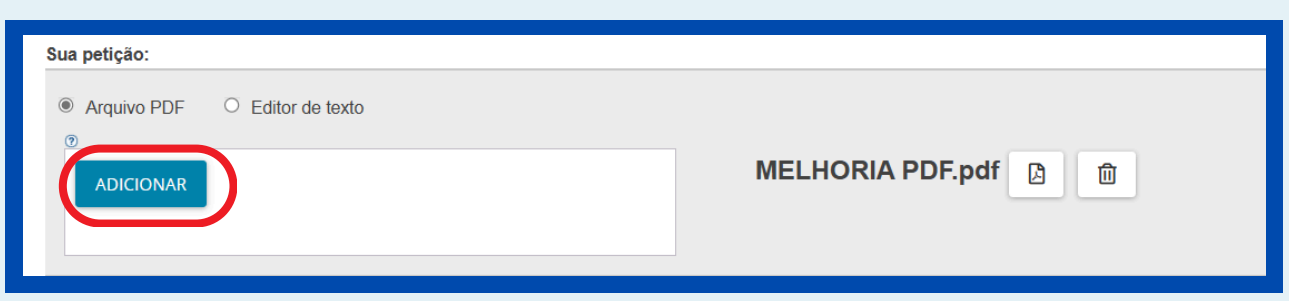 Sua petição:
Arquivo PDF Editor de texto
?
ADICIONAR
MELHORIA PDF.pdf